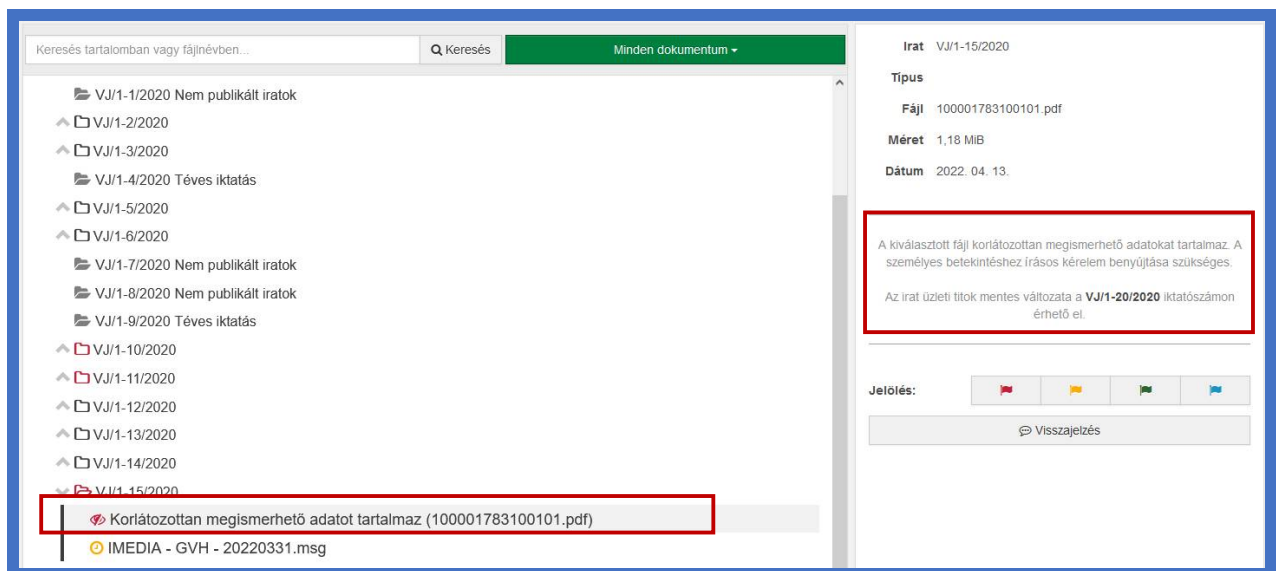 Keresés tartalomban vagy fájlnévben...
Keresés
Minden dokumentum
VJ/1-1/2020 Nem publikált iratok
VJ/1-2/2020
VJ/1-3/2020
VJ/1-4/2020 Téves iktatás
VJ/1-5/2020
VJ/1-6/2020
VJ/1-7/2020 Nem publikált iratok
VJ/1-8/2020 Nem publikált iratok
VJ/1-9/2020 Téves iktatás
VJ/1-10/2020
VJ/1-11/2020
VJ/1-12/2020
VJ/1-13/2020
VJ/1-14/2020
VJ/1-15/2020
Korlátozottan megismerhető adatot tartalmaz (100001783100101.pdf)
IMEDIA - GVH - 20220331.msg
Irat VJ/1-15/2020
Típus
Fájl 100001783100101.pdf
Méret 1,18 MiB
Dátum 2022. 04. 13.
A kiválasztott fájl korlátozottan megismerhető adatokat tartalmaz. A
személyes betekintéshez írásos kérelem benyújtása szükséges.
Az irat üzleti titok mentes változata a VJ/1-20/2020 iktatószámon
érhető el.
Jelölés:
Visszajelzés